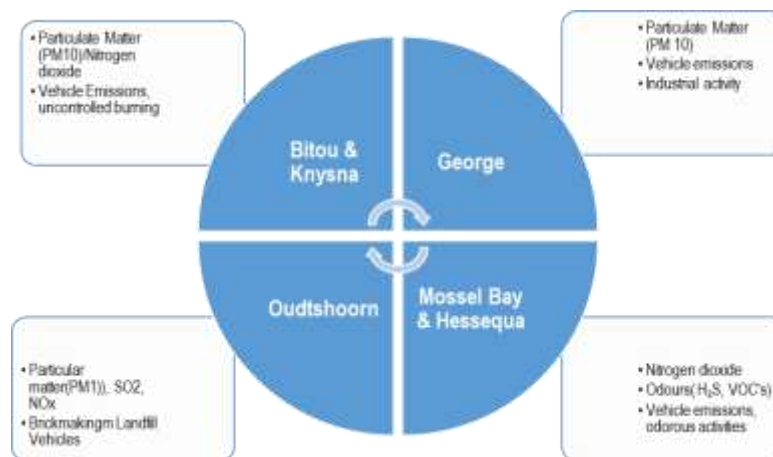 • Particulate Matter
(PM10)/Nitrogen
dioxide
• Vehicle Emissions,
uncontrolled burning
• Particulate Matter
(PM 10)
• Vehicle emissions
• Industrial activity
Bitou &
Knysna
George
Oudtshoorn
Mossel Bay
& Hessequa
• Particular
matter(PM1)), SO2,
NOx
• Brickmakingm Landfill
Vehicles
• Nitrogen dioxide
• Odours( H₂S, VOC's)
• Vehicle emissions,
odorous activities